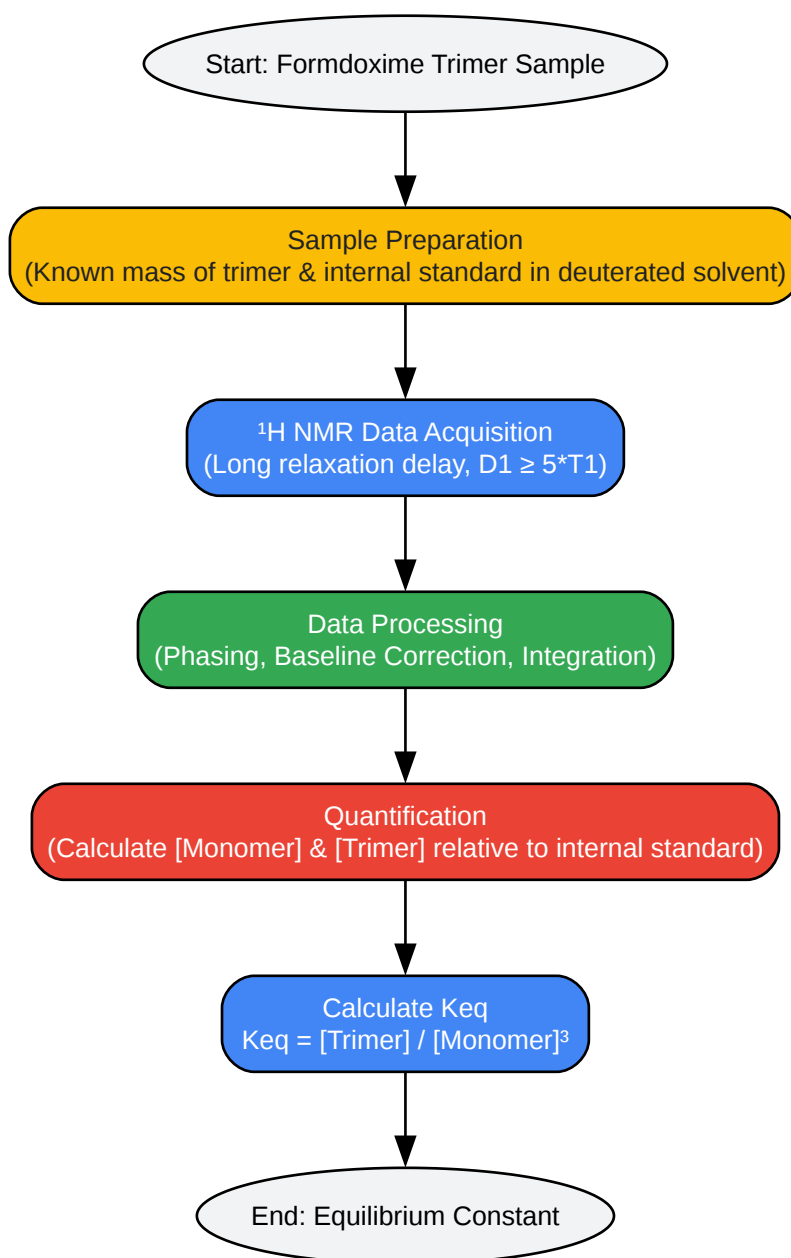 Start: Formdoxime Trimer Sample
Sample Preparation
(Known mass of trimer & internal standard in deuterated solvent)
¹H NMR Data Acquisition
(Long relaxation delay, D1 ≥ 5*T1)
Data Processing
(Phasing, Baseline Correction, Integration)
Quantification
(Calculate [Monomer] & [Trimer] relative to internal standard)
Calculate Keq
Keq = [Trimer] / [Monomer]³
End: Equilibrium Constant